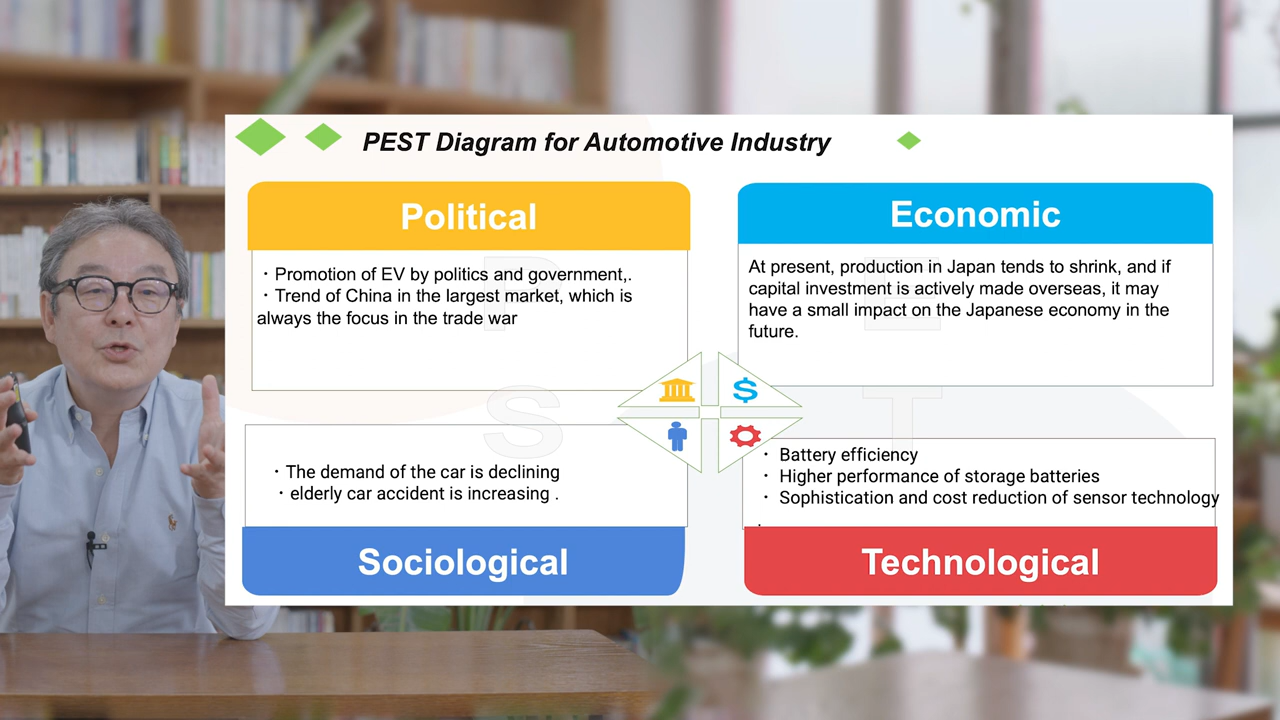 PEST Diagram for Automotive Industry
Political
・Promotion of EV by politics and government,.
・Trend of China in the largest market, which is
always the focus in the trade war
P
Economic
At present, production in Japan tends to shrink, and if
capital investment is actively made overseas, it may
have a small impact on the Japanese economy in the
future.
E
$
S
・The demand of the car is declining
・elderly car accident is increasing .
Sociological
T
・ Battery efficiency
・ Higher performance of storage batteries
・ Sophistication and cost reduction of sensor technology
.
Technological